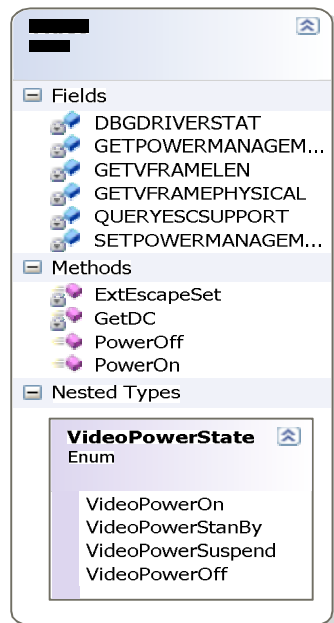 Fields
DBGDRIVERSTAT
GETPOWERMANAGEM...
GETVFRAMELEN
GETVFRAMEPHYSICAL
QUERYESCSUPPORT
SETPOWERMANAGEM...
Methods
ExtEscapeSet
GetDC
PowerOff
PowerOn
Nested Types
VideoPowerState
Enum
VideoPowerOn
VideoPowerStanBy
VideoPowerSuspend
VideoPowerOff